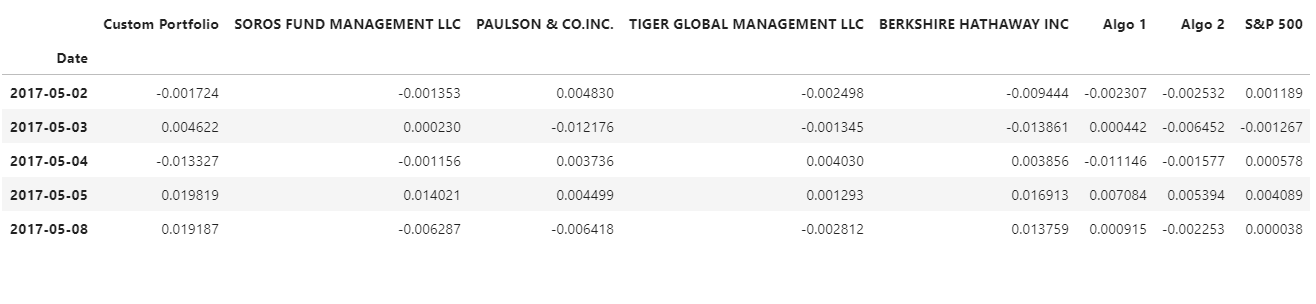 Custom Portfolio SOROS FUND MANAGEMENT LLC PAULSON & CO.INC. TIGER GLOBAL MANAGEMENT LLC BERKSHIRE HATHAWAY INC Algo 1 Algo 2 S&P 500
Date
2017-05-02 -0.001724 -0.001353 0.004830 -0.002498 -0.009444 -0.002307 -0.002532 0.001189
2017-05-03 0.004622 0.000230 -0.012176 -0.001345 -0.013861 0.000442 -0.006452 -0.001267
2017-05-04 -0.013327 -0.001156 0.003736 0.004030 0.003856 -0.011146 -0.001577 0.000578
2017-05-05 0.019819 0.014021 0.004499 0.001293 0.016913 0.007084 0.005394 0.004089
2017-05-08 0.019187 -0.006287 -0.006418 -0.002812 0.013759 0.000915 -0.002253 0.000038